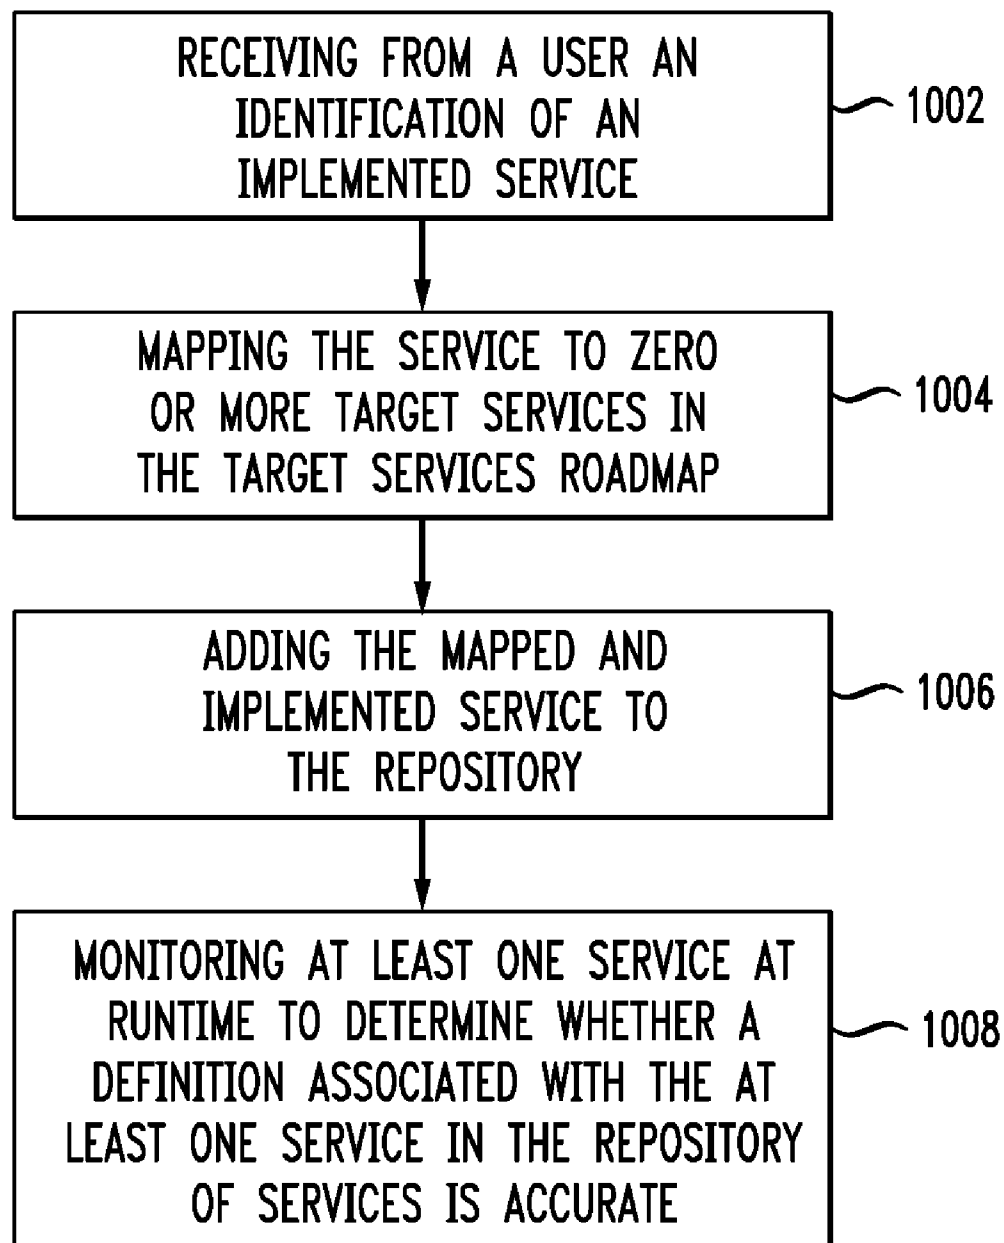 RECEIVING FROM A USER AN
IDENTIFICATION OF AN
IMPLEMENTED SERVICE
1002
MAPPING THE SERVICE TO ZERO
OR MORE TARGET SERVICES IN
THE TARGET SERVICES ROADMAP
1004
ADDING THE MAPPED AND
IMPLEMENTED SERVICE TO
THE REPOSITORY
1006
MONITORING AT LEAST ONE SERVICE AT
RUNTIME TO DETERMINE WHETHER A
DEFINITION ASSOCIATED WITH THE AT
LEAST ONE SERVICE IN THE REPOSITORY
OF SERVICES IS ACCURATE
1008